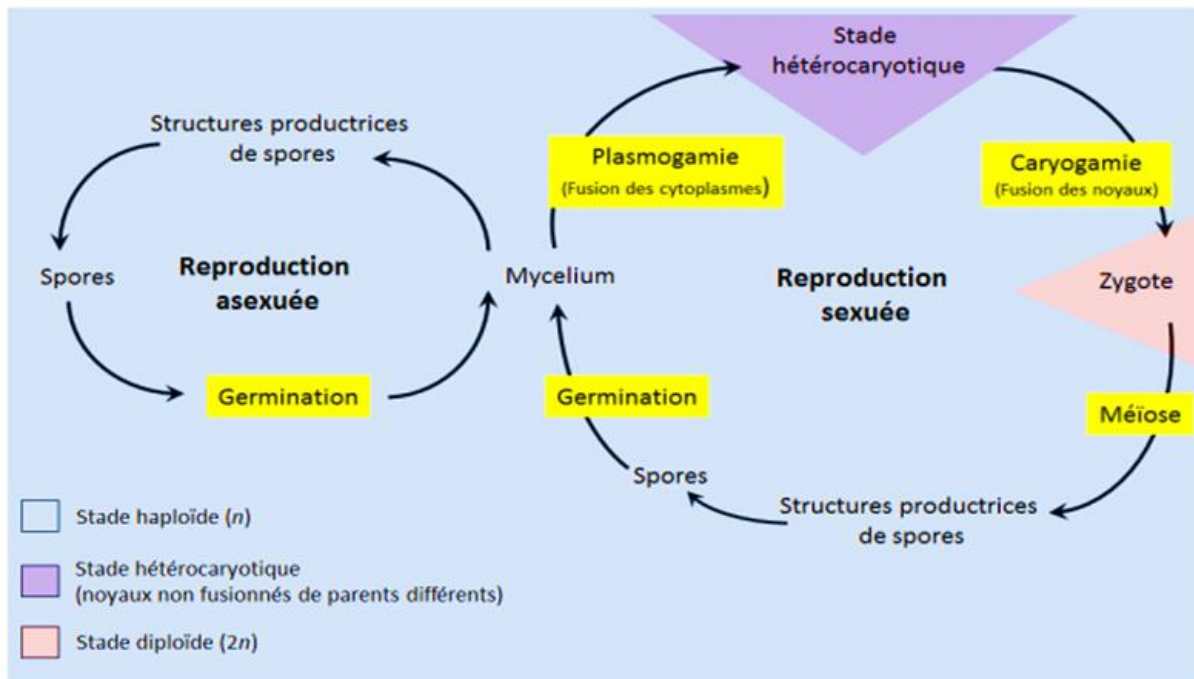 Stade
hétérocaryotique
Structures productrices
de spores
Plasmogamie
(Fusion des cytoplasmes)
Caryogamie
(Fusion des noyaux)
Spores
Reproduction
asexuée
Mycelium
Reproduction
sexuée
Zygote
Germination
Germination
Méïose
Spores
Structures productrices
de spores
Stade haploïde (n)
Stade hétérocaryotique
(noyaux non fusionnés de parents différents)
Stade diploïde (2n)